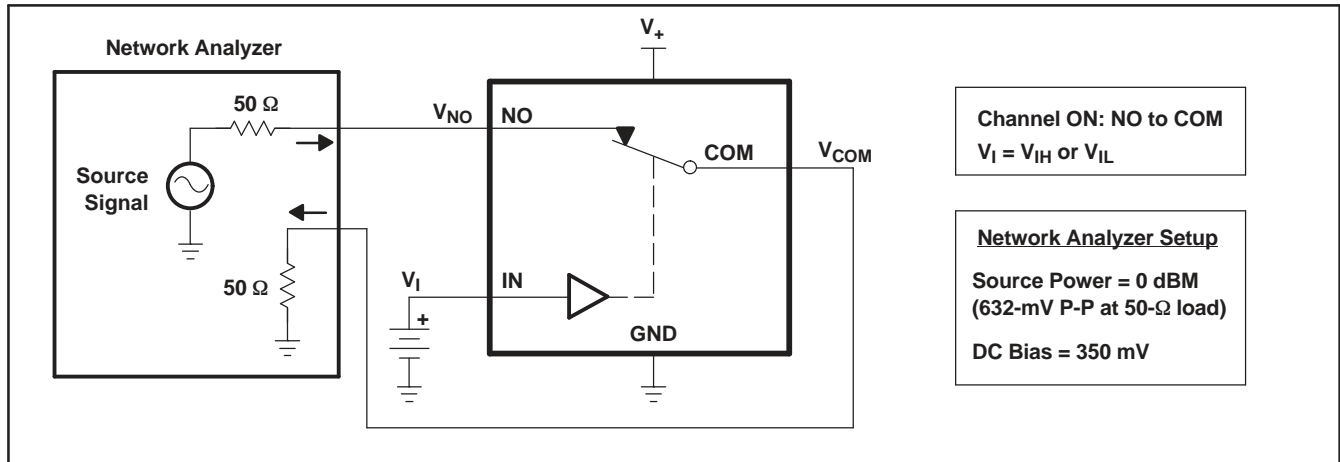 Network Analyzer
50 Ω
Source
Signal
50 Ω
V+
VNO
NO
COM
VCOM
VI
+
IN
GND
Channel ON: NO to COM
VI = VIH or VIL
Network Analyzer Setup
Source Power = 0 dBM
(632-mV P-P at 50-Ω load)
DC Bias = 350 mV